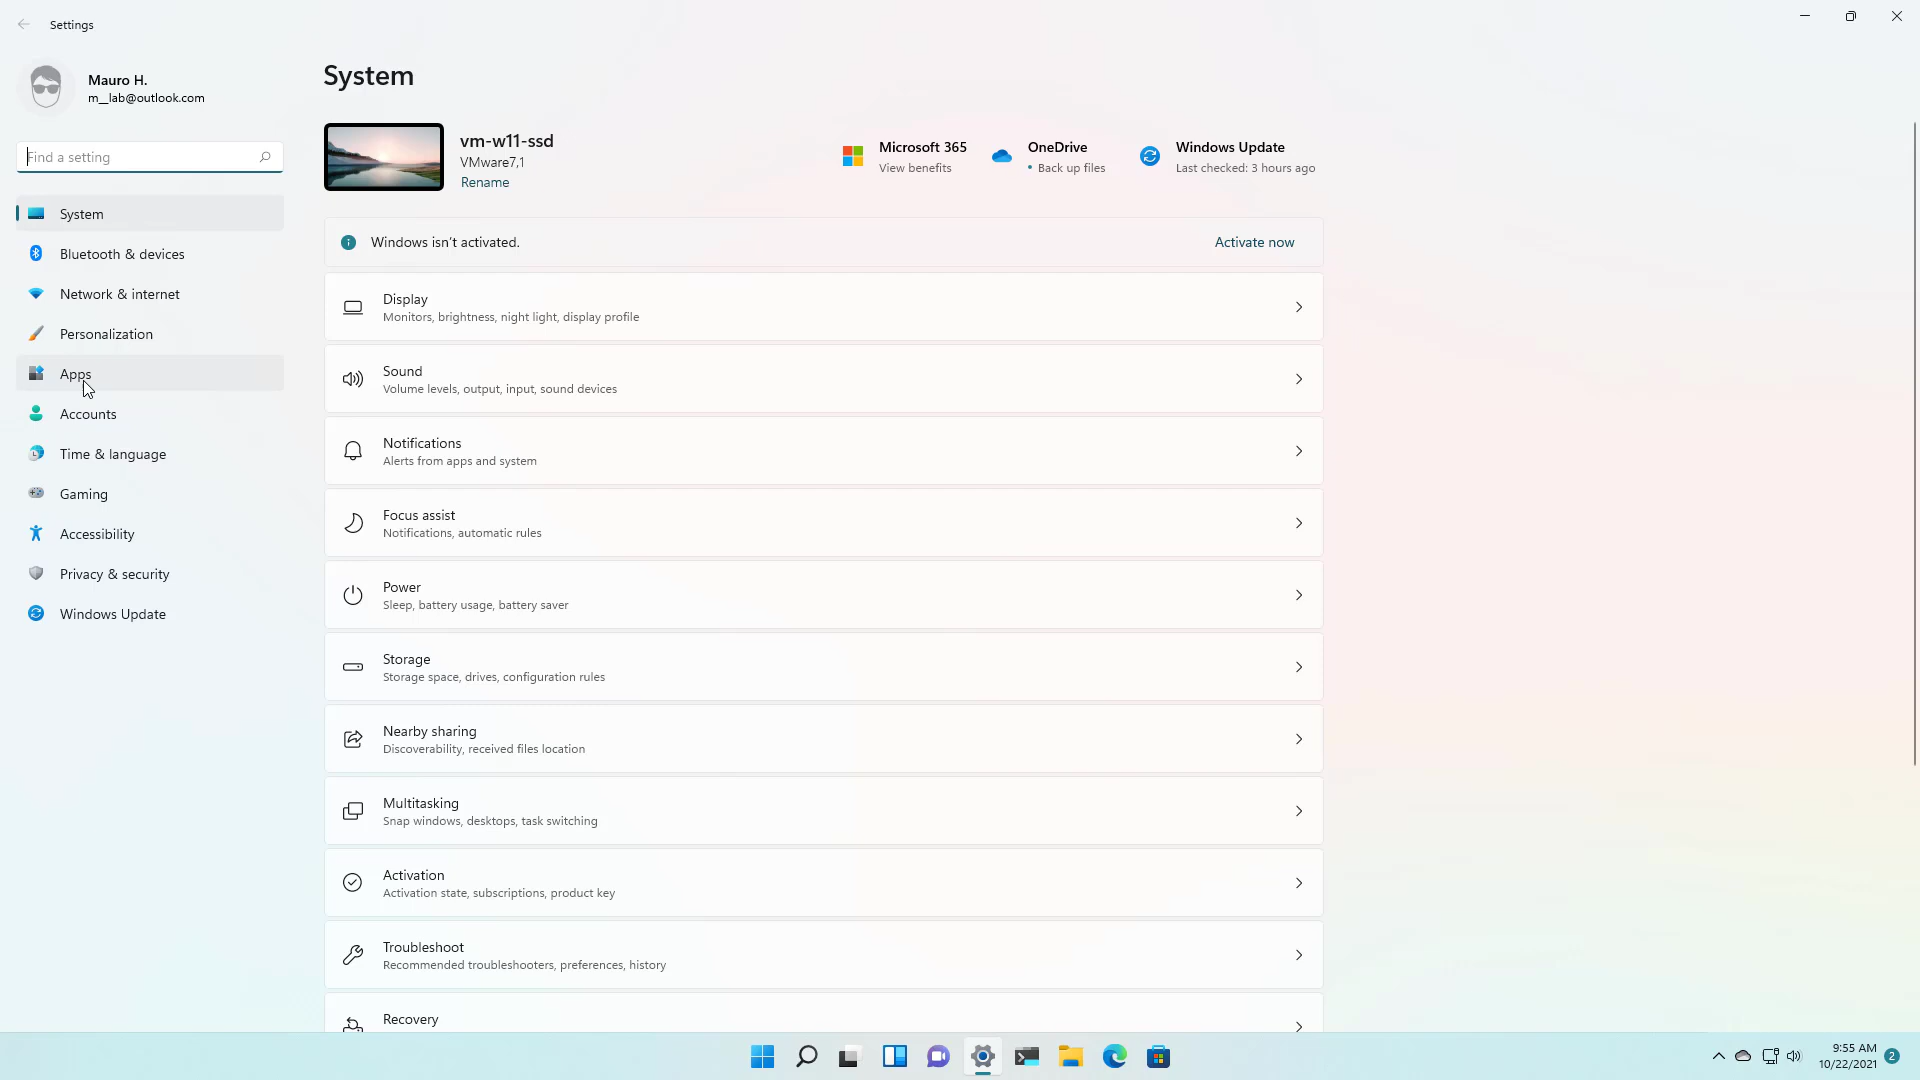 Settings
Mauro H.
m__lab@outlook.com
Find a setting
System
Bluetooth & devices
Network & internet
Personalization
Apps
Accounts
Time & language
Gaming
Accessibility
Privacy & security
Windows Update
System
vm-w11-ssd
VMware7,1
Rename
Microsoft 365
View benefits
OneDrive
• Back up files
Windows Update
Last checked: 3 hours ago
Windows isn't activated.
Activate now
Display
Monitors, brightness, night light, display profile
Sound
Volume levels, output, input, sound devices
Notifications
Alerts from apps and system
Focus assist
Notifications, automatic rules
Power
Sleep, battery usage, battery saver
Storage
Storage space, drives, configuration rules
Nearby sharing
Discoverability, received files location
Multitasking
Snap windows, desktops, task switching
Activation
Activation state, subscriptions, product key
Troubleshoot
Recommended troubleshooters, preferences, history
Recovery
9:55 AM
10/22/2021
2